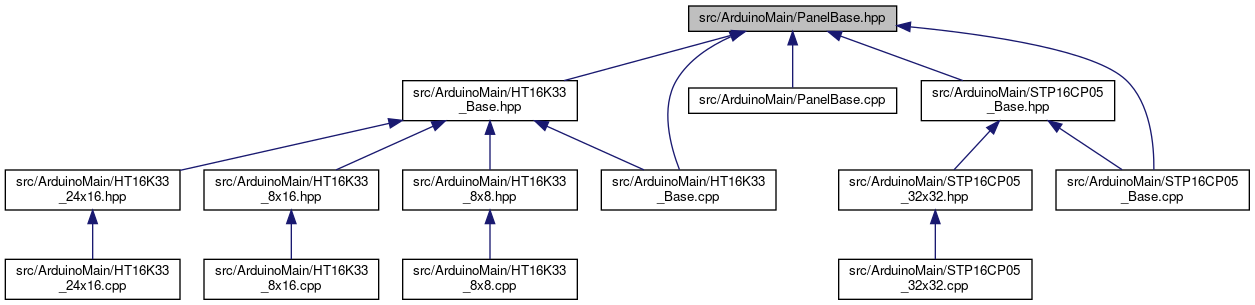 src/ArduinoMain/PanelBase.hpp
src/ArduinoMain/HT16K33
_Base.hpp
src/ArduinoMain/PanelBase.cpp
src/ArduinoMain/STP16CP05
_Base.hpp
src/ArduinoMain/HT16K33
_24x16.hpp
src/ArduinoMain/HT16K33
_8x16.hpp
src/ArduinoMain/HT16K33
_8x8.hpp
src/ArduinoMain/HT16K33
_Base.cpp
src/ArduinoMain/STP16CP05
_32x32.hpp
src/ArduinoMain/STP16CP05
_Base.cpp
src/ArduinoMain/HT16K33
_24x16.cpp
src/ArduinoMain/HT16K33
_8x16.cpp
src/ArduinoMain/HT16K33
_8x8.cpp
src/ArduinoMain/STP16CP05
_32x32.cpp